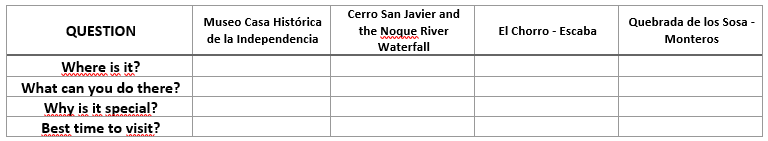 QUESTION
Museo Casa Histórica
de la Independencia
Cerro San Javier and
the Noque River
Waterfall
El Chorro - Escaba
Quebrada de los Sosa -
Monteros
Where is it?
What can you do there?
Why is it special?
Best time to visit?